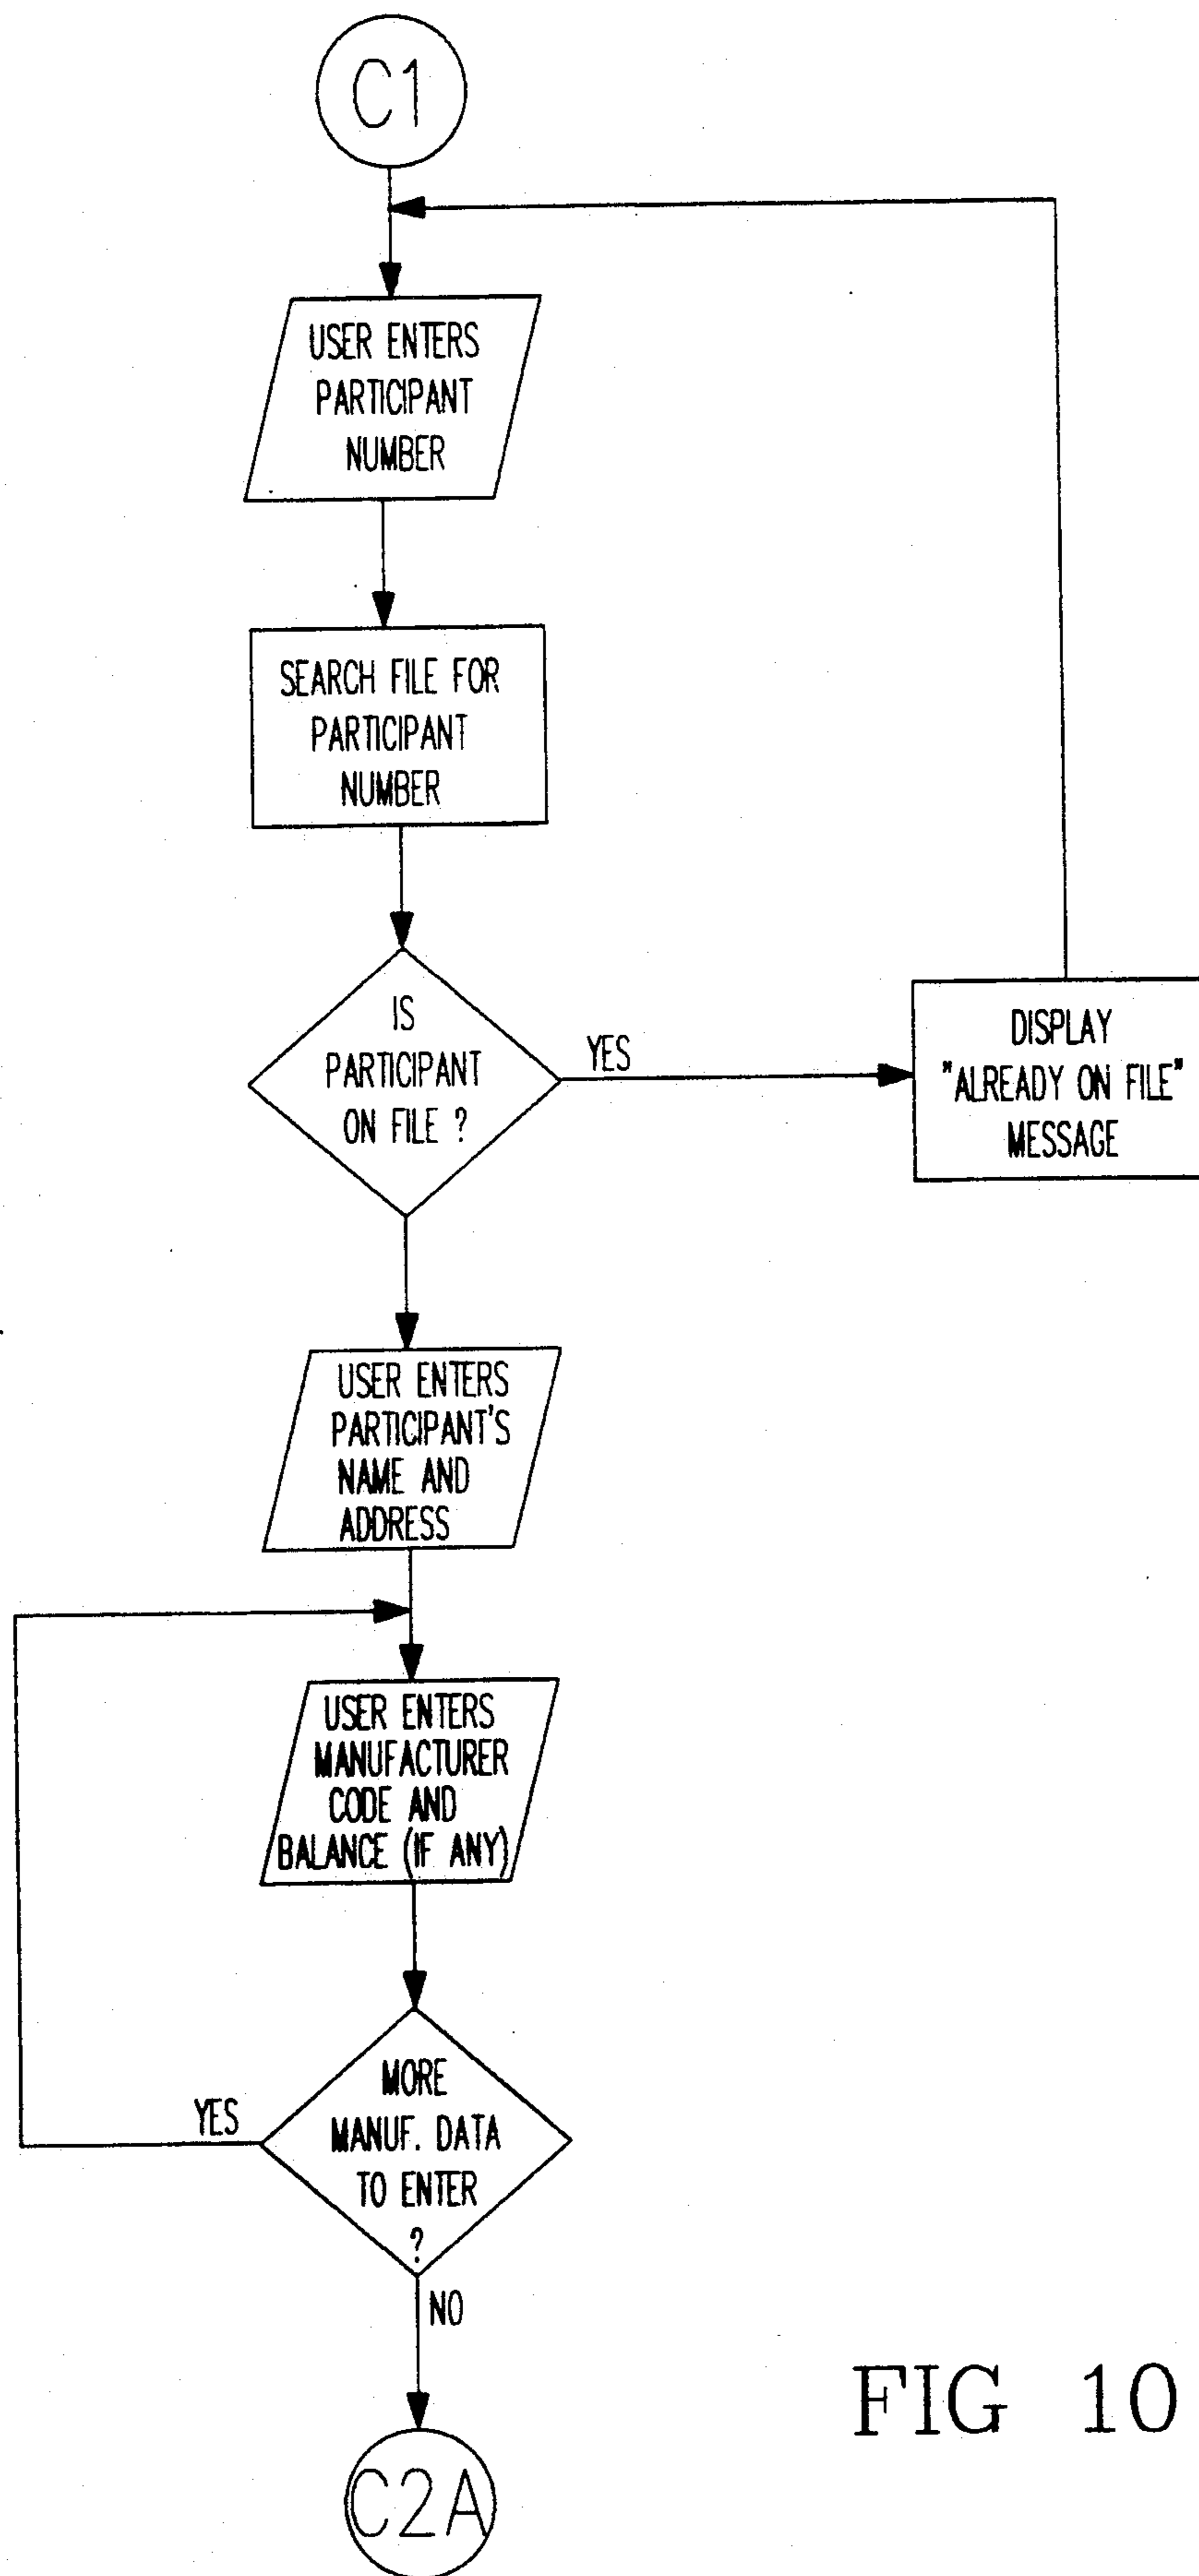 C1
USER ENTERS
PARTICIPANT
NUMBER
SEARCH FILE FOR
PARTICIPANT
NUMBER
IS
PARTICIPANT
ON FILE ?
YES
DISPLAY
"ALREADY ON FILE"
MESSAGE
USER ENTERS
PARTICIPANT'S
NAME AND
ADDRESS
USER ENTERS
MANUFACTURER
CODE AND
BALANCE (IF ANY)
MORE
MANUF. DATA
TO ENTER
?
YES
NO
C2A
FIG 10